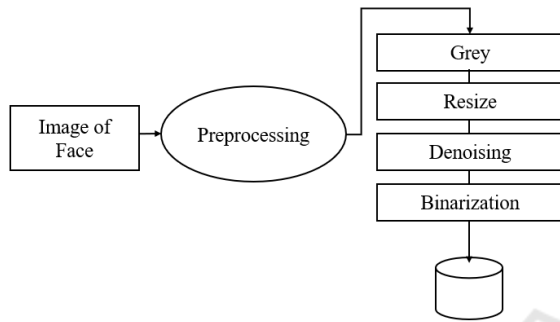 Image of
Face
Preprocessing
Grey
Resize
Denoising
Binarization